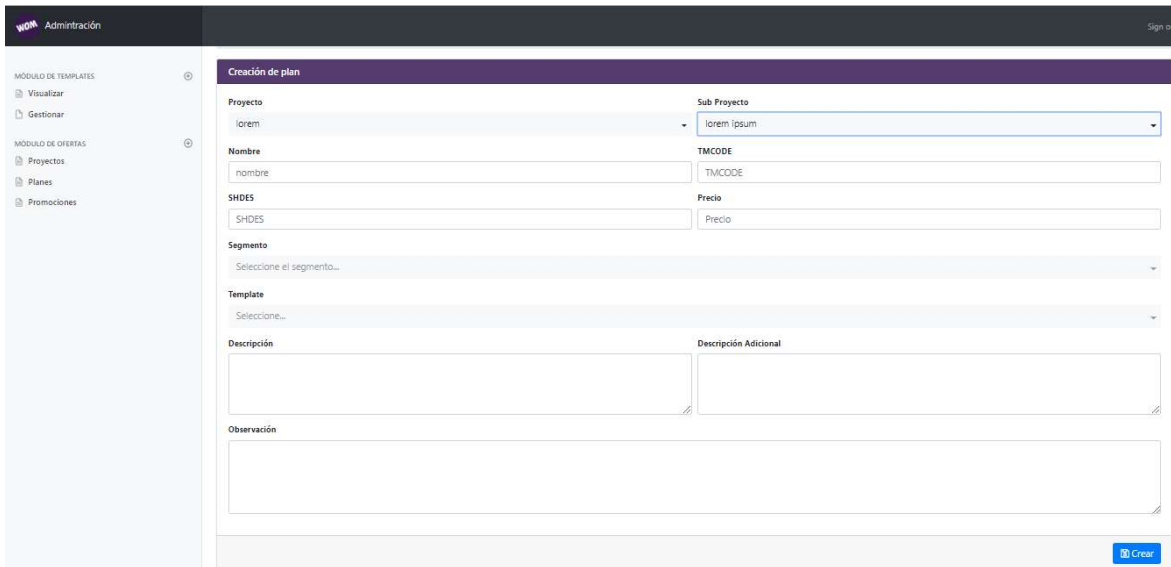 WOM Admintración
Sign o
MÓDULO DE TEMPLATES
Visualizar
Gestionar
MÓDULO DE OFERTAS
Proyectos
Planes
Promociones
Creación de plan
Proyecto
Sub Proyecto
lorem
lorem ipsum
Nombre
TMCODE
nombre
TMCODE
SHDES
Precio
SHDES
Precio
Segmento
Seleccione el segmento...
Template
Seleccione...
Descripción
Descripción Adicional
Observación
Crear